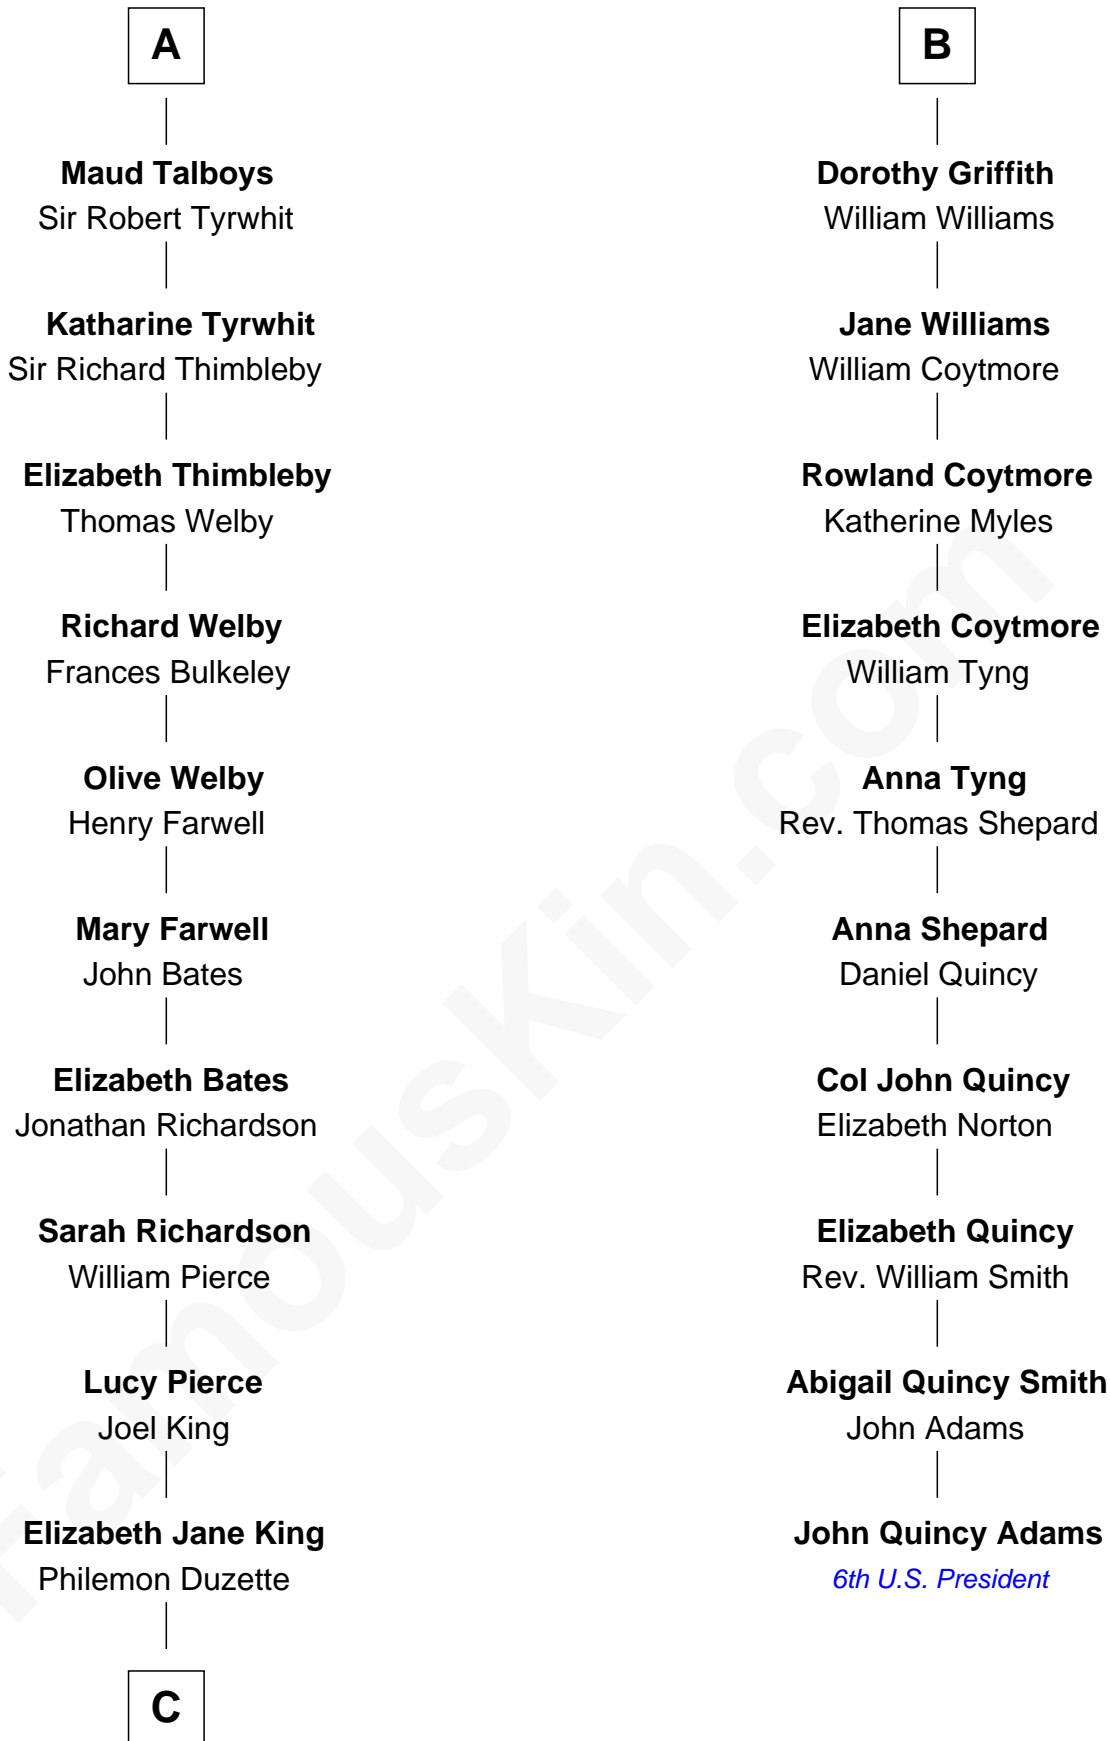 A
Maud Talboys
Sir Robert Tyrwhit
Katharine Tyrwhit
Sir Richard Thimbleby
Elizabeth Thimbleby
Thomas Welby
Richard Welby
Frances Bulkeley
Olive Welby
Henry Farwell
Mary Farwell
John Bates
Elizabeth Bates
Jonathan Richardson
Sarah Richardson
William Pierce
Lucy Pierce
Joel King
Elizabeth Jane King
Philemon Duzette
C
B
Dorothy Griffith
William Williams
Jane Williams
William Coytmore
Rowland Coytmore
Katherine Myles
Elizabeth Coytmore
William Tyng
Anna Tyng
Rev. Thomas Shepard
Anna Shepard
Daniel Quincy
Col John Quincy
Elizabeth Norton
Elizabeth Quincy
Rev. William Smith
Abigail Quincy Smith
John Adams
John Quincy Adams
6th U.S. President
FamousKin.com